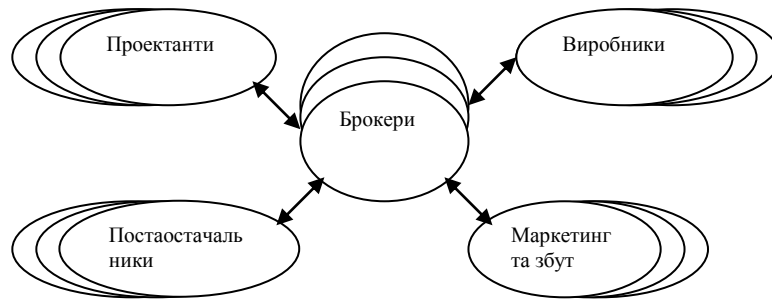 Проектанти
Виробники
Брокери
Постаостачаль
ники
Маркетинг
та збут